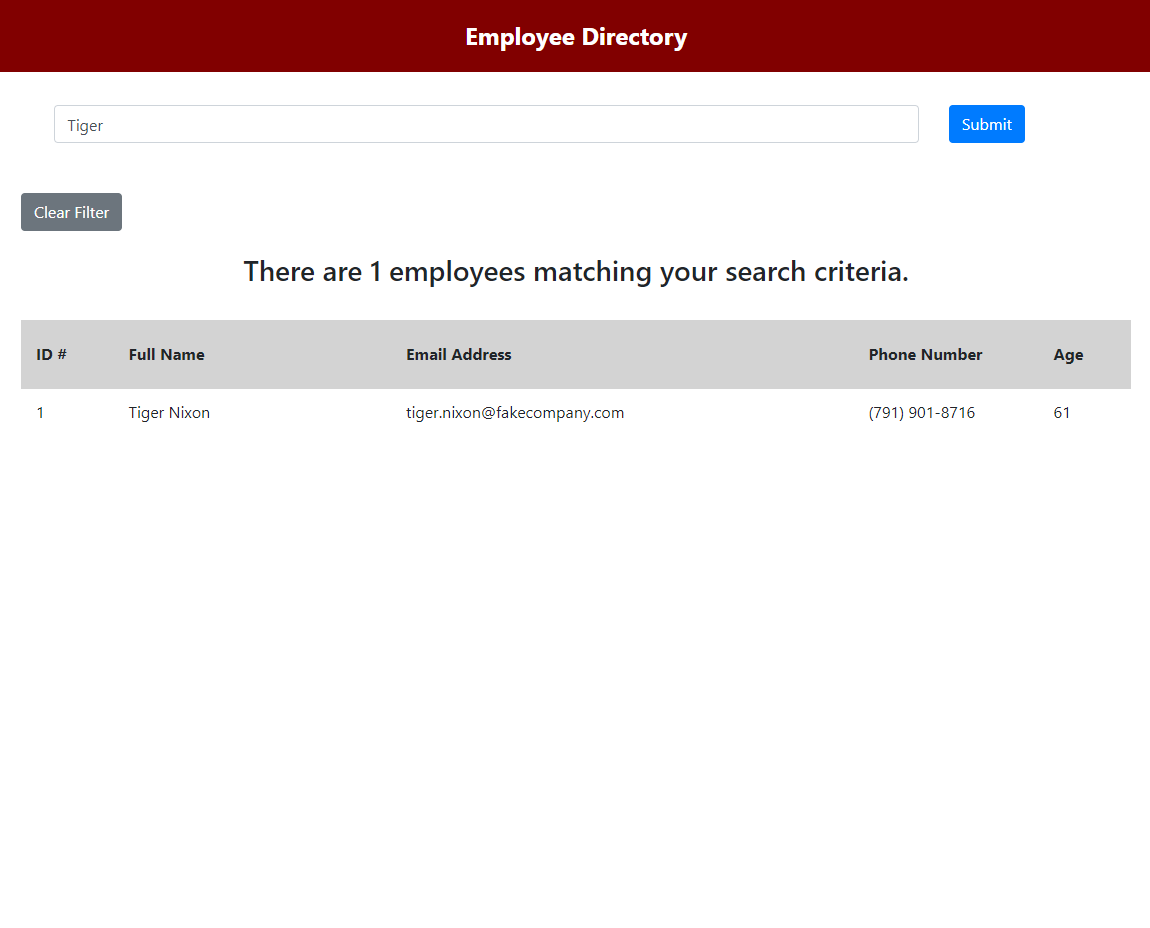 Employee Directory
Tiger
Submit
Clear Filter
There are 1 employees matching your search criteria.
ID # Full Name Email Address Phone Number Age
1 Tiger Nixon tiger.nixon@fakecompany.com (791) 901-8716 61